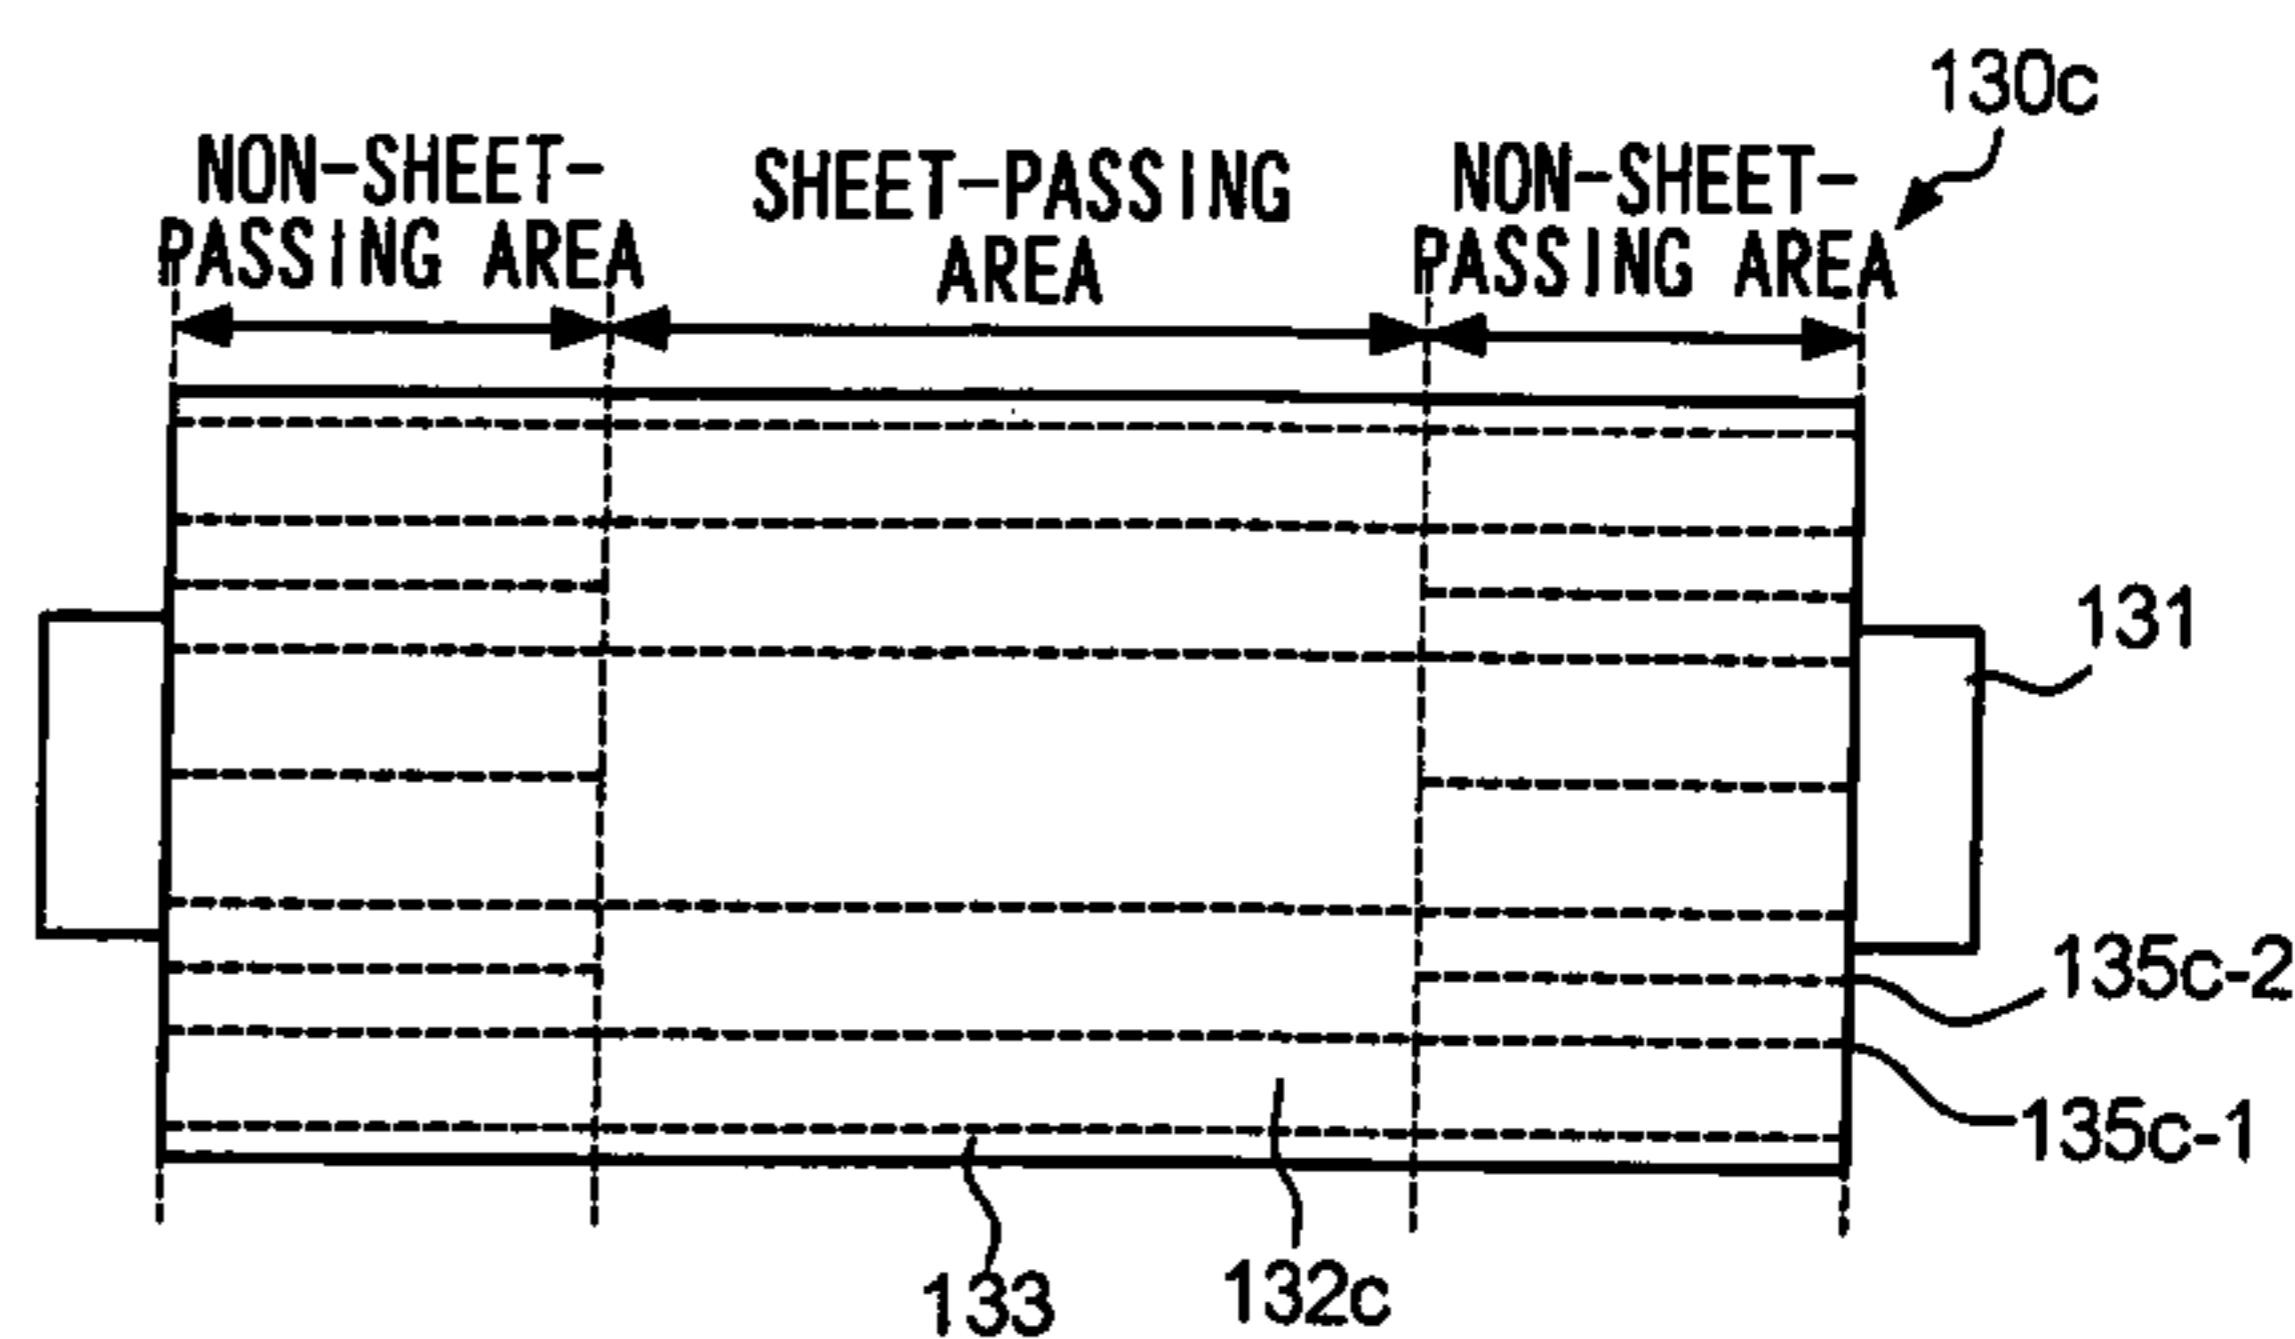 130c
NON-SHEET-
PASSING AREA
SHEET-PASSING
AREA
NON-SHEET-
PASSING AREA
131
135c-2
135c-1
133
132c